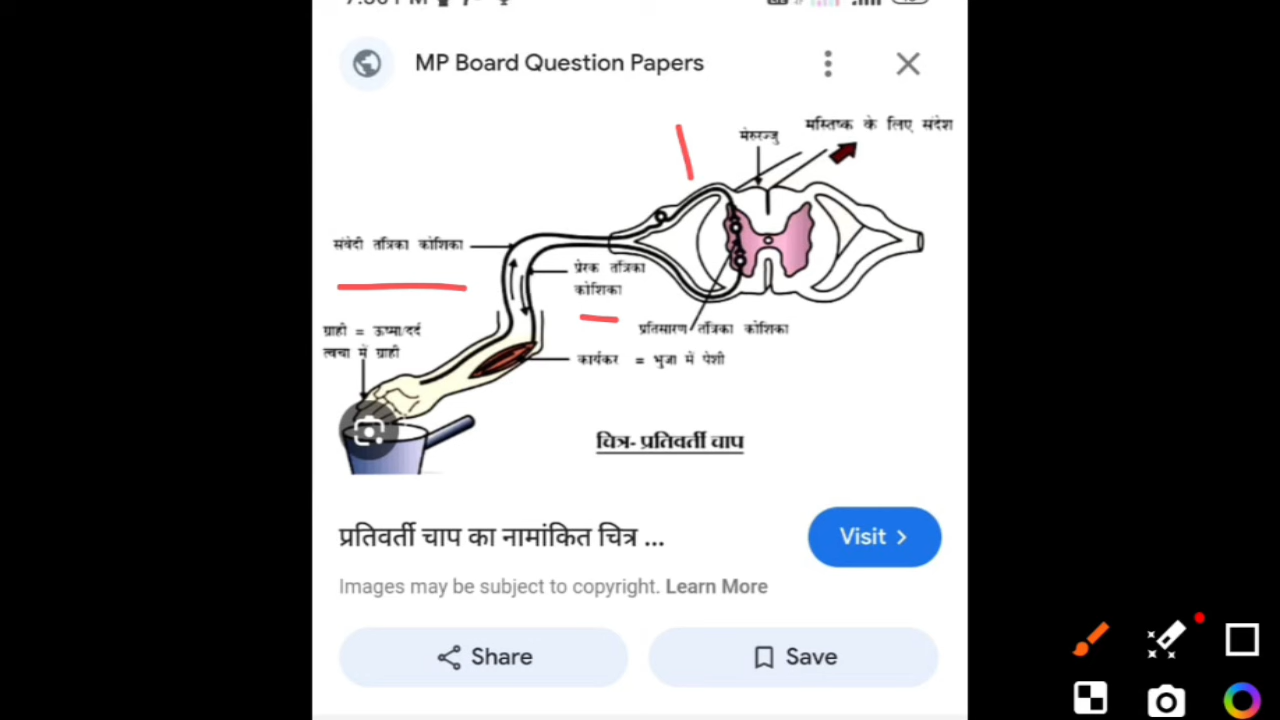 MP Board Question Papers
मस्तिष्क के लिए संदेश
मेरुरज्जु
संवेदी तंत्रिका कोशिका
प्रेरक तंत्रिका
कोशिका
ग्राही = ऊष्मा/दर्द
त्वचा में ग्राही
प्रतिसारण तंत्रिका कोशिका
कार्यकर = भुजा में पेशी
चित्र- प्रतिवर्ती चाप
प्रतिवर्ती चाप का नामांकित चित्र ...
Visit
Images may be subject to copyright. Learn More
Share
Save